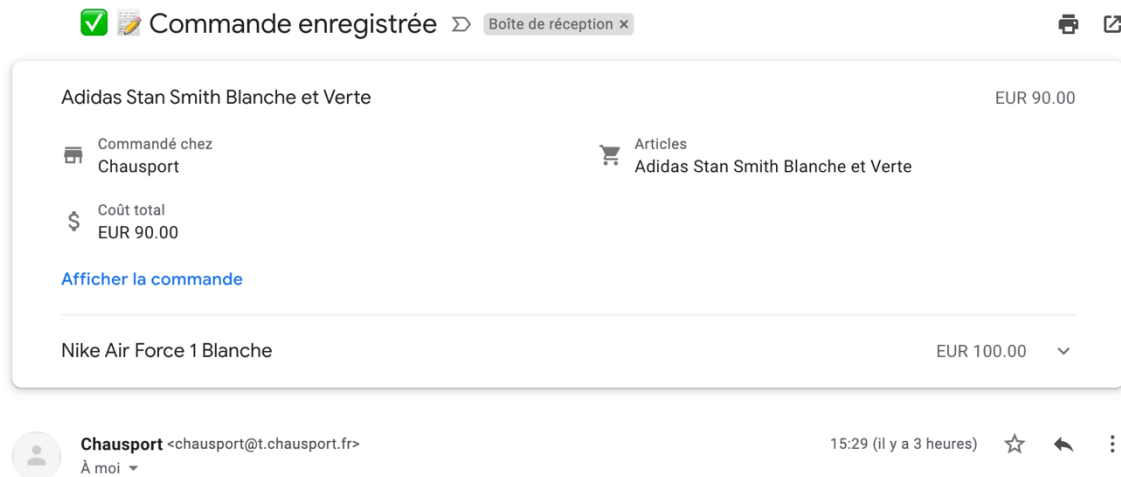 ✅ 📝 Commande enregistrée Boîte de réception ×
Adidas Stan Smith Blanche et Verte EUR 90.00
Commandé chez
Chausport
Articles
Adidas Stan Smith Blanche et Verte
Coût total
EUR 90.00
Afficher la commande
Nike Air Force 1 Blanche EUR 100.00
Chausport <chausport@t.chausport.fr> 15:29 (il y a 3 heures)
À moi